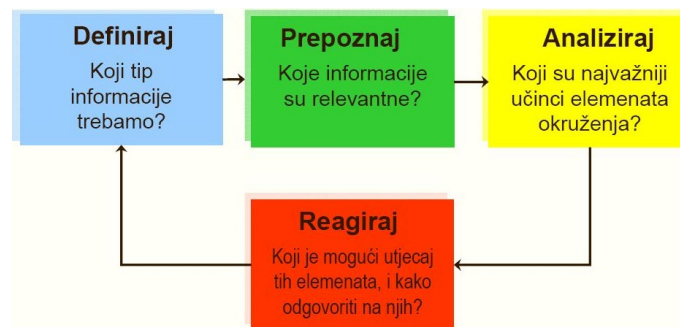 Definiraj
Koji tip
informacije
trebamo?
Prepoznaj
Koje informacije
su relevantne?
Analiziraj
Koji su najvažniji
učinci elemenata
okruženja?
Reagiraj
Koji je mogući utjecaj
tih elemenata, i kako
odgovoriti na njih?